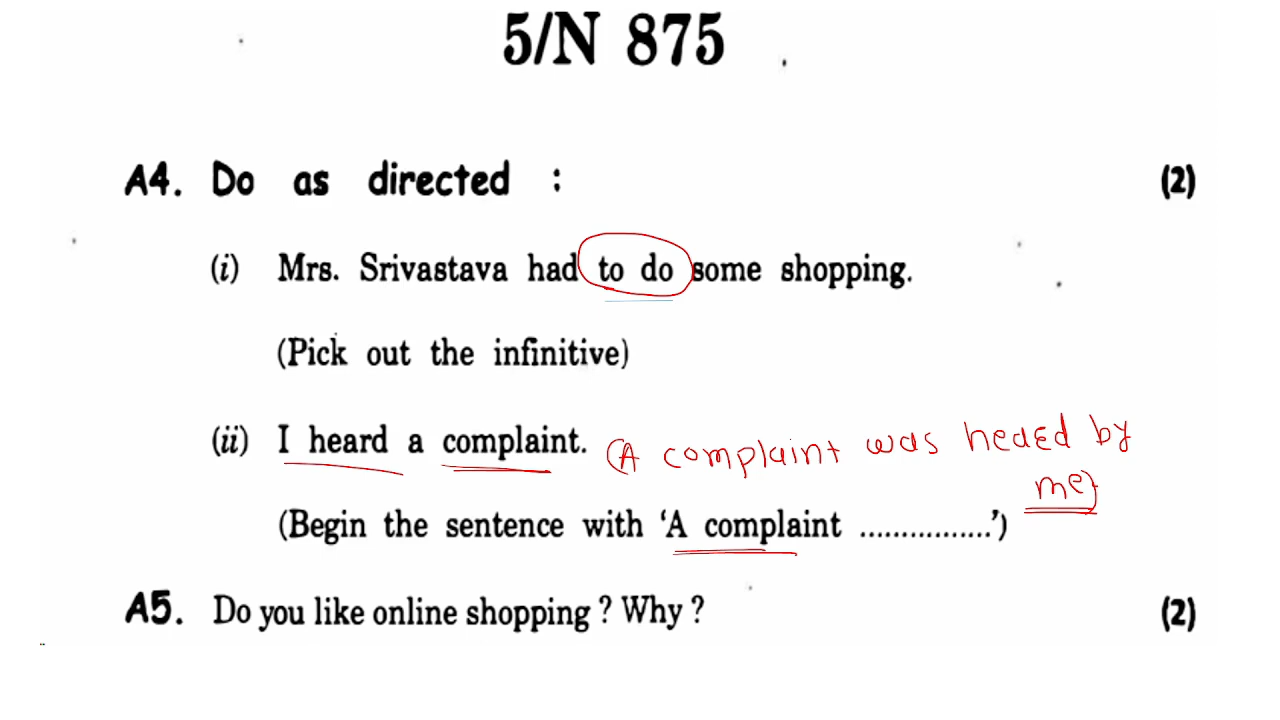 5/N 875
A4. Do as directed : (2)
(i) Mrs. Srivastava had to do some shopping.
(Pick out the infinitive)
(ii) I heard a complaint. (A complaint was heaed by
me)
(Begin the sentence with ‘A complaint ................’)
A5. Do you like online shopping ? Why ? (2)